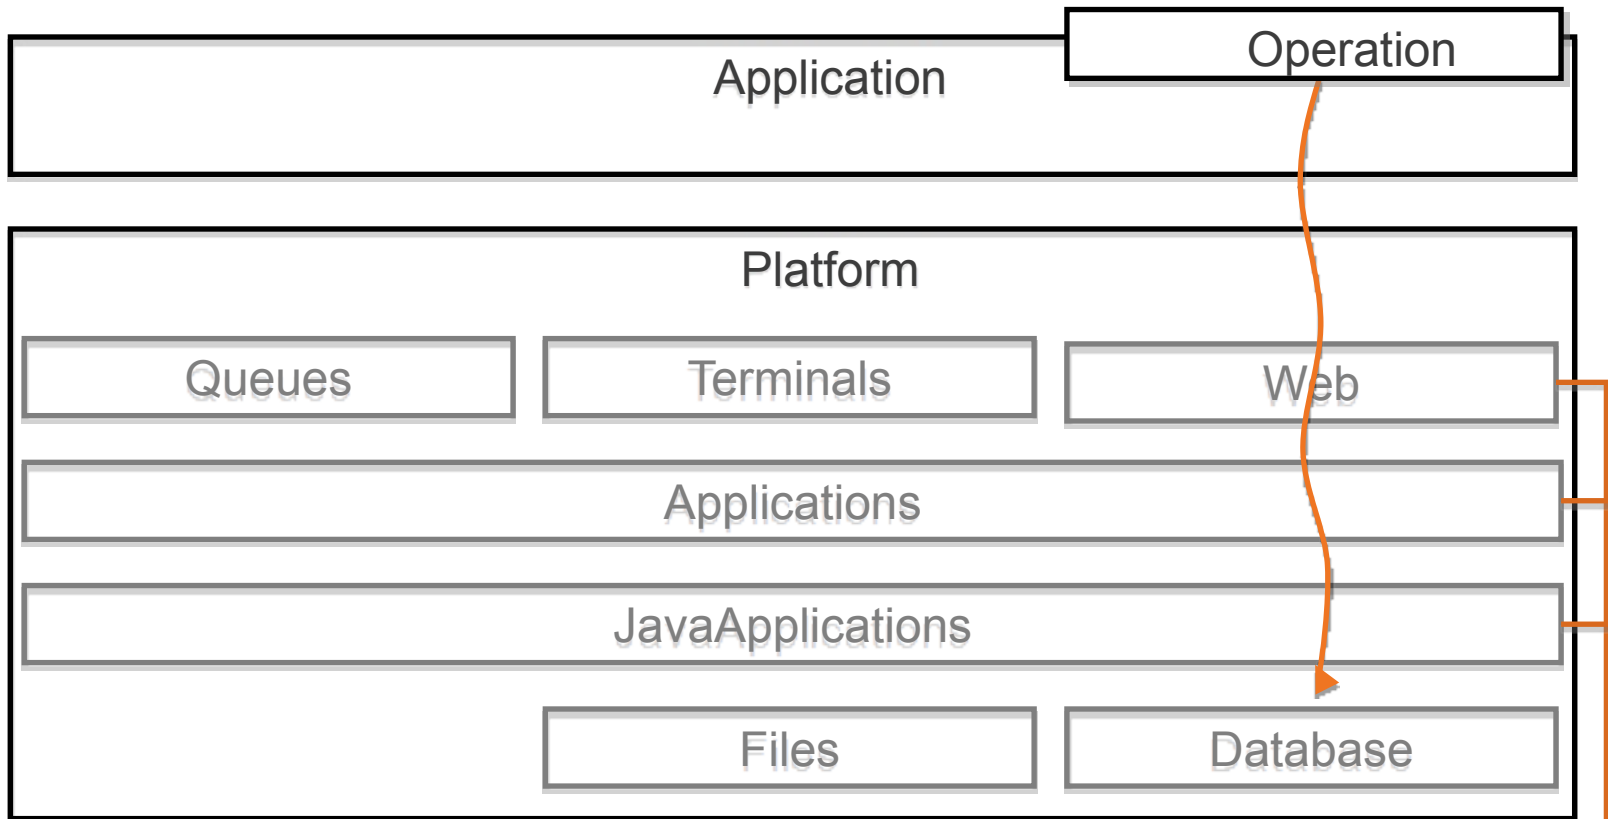 Operation
Application
Platform
Queues
Terminals
Web
Applications
JavaApplications
Files
Database